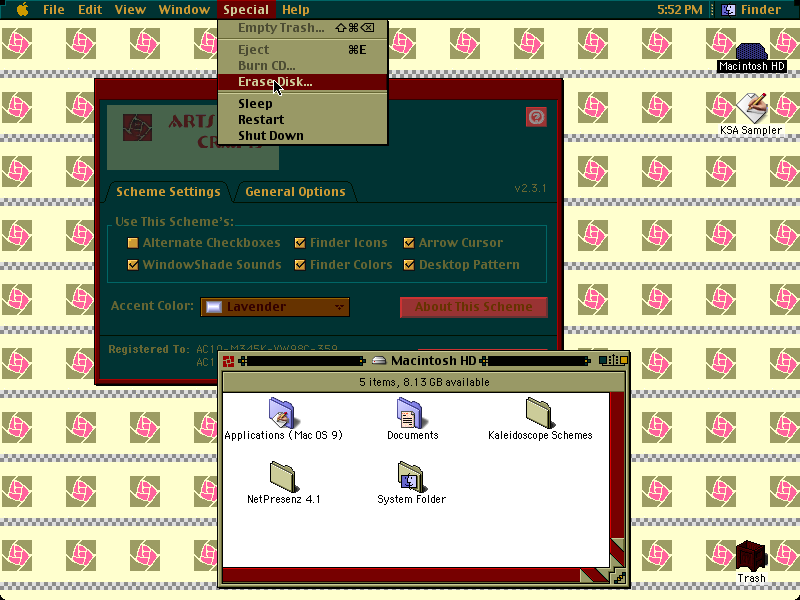 File Edit View Window Special Help 5:52 PM Finder
Empty Trash... ⇧⌘⌫
Eject ⌘E
Burn CD...
Erase Disk...
Sleep
Restart
Shut Down
Macintosh HD
KSA Sampler
ARTS
Scheme Settings General Options v2.3.1
Use This Scheme's:
Alternate Checkboxes Finder Icons Arrow Cursor
WindowShade Sounds Finder Colors Desktop Pattern
Accent Color: Lavender About This Scheme
Registered To:
Macintosh HD
5 items, 8.13 GB available
Applications (Mac OS 9) Documents Kaleidoscope Schemes
NetPresenz 4.1 System Folder
Trash